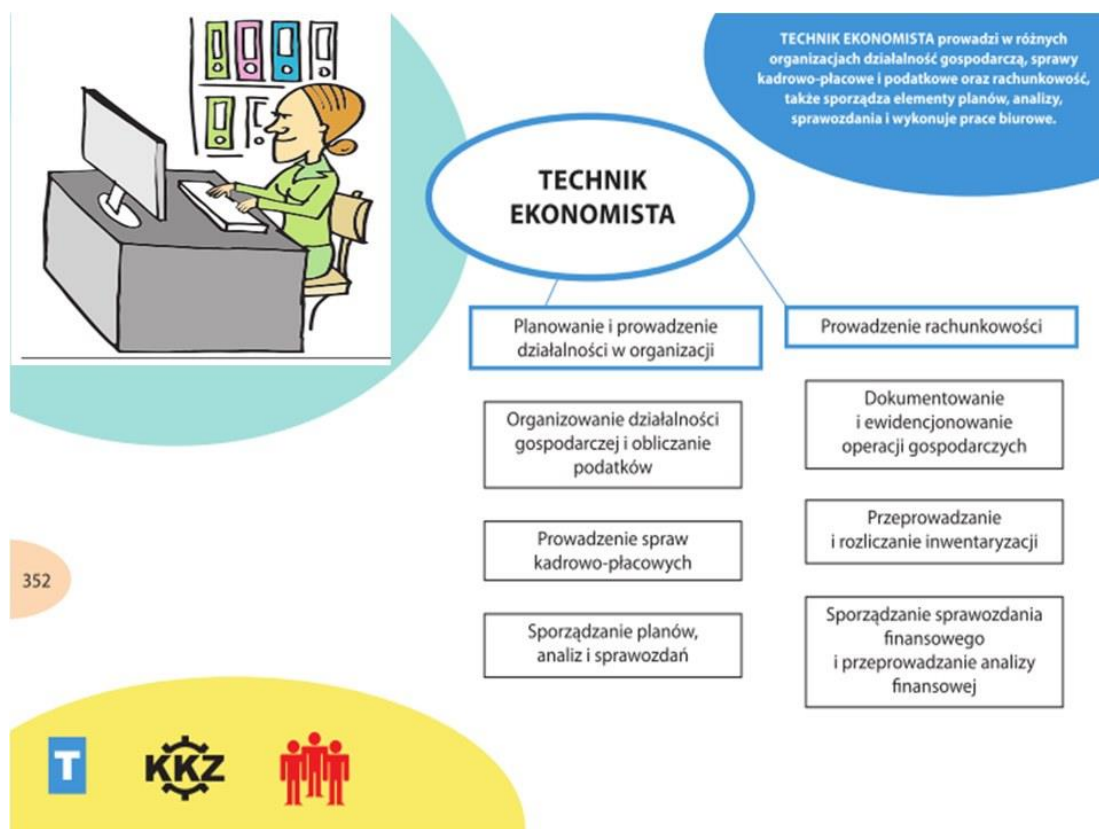 TECHNIK EKONOMISTA prowadzi w różnych
organizacjach działalność gospodarczą, sprawy
kadrowo-płacowe i podatkowe oraz rachunkowość,
także sporządza elementy planów, analizy,
sprawozdania i wykonuje prace biurowe.
TECHNIK
EKONOMISTA
Planowanie i prowadzenie
działalności w organizacji
Organizowanie działalności
gospodarczej i obliczanie
podatków
Prowadzenie spraw
kadrowo-płacowych
Sporządzanie planów,
analiz i sprawozdań
Prowadzenie rachunkowości
Dokumentowanie
i ewidencjonowanie
operacji gospodarczych
Przeprowadzanie
i rozliczanie inwentaryzacji
Sporządzanie sprawozdania
finansowego
i przeprowadzanie analizy
finansowej
352
T
KKZ